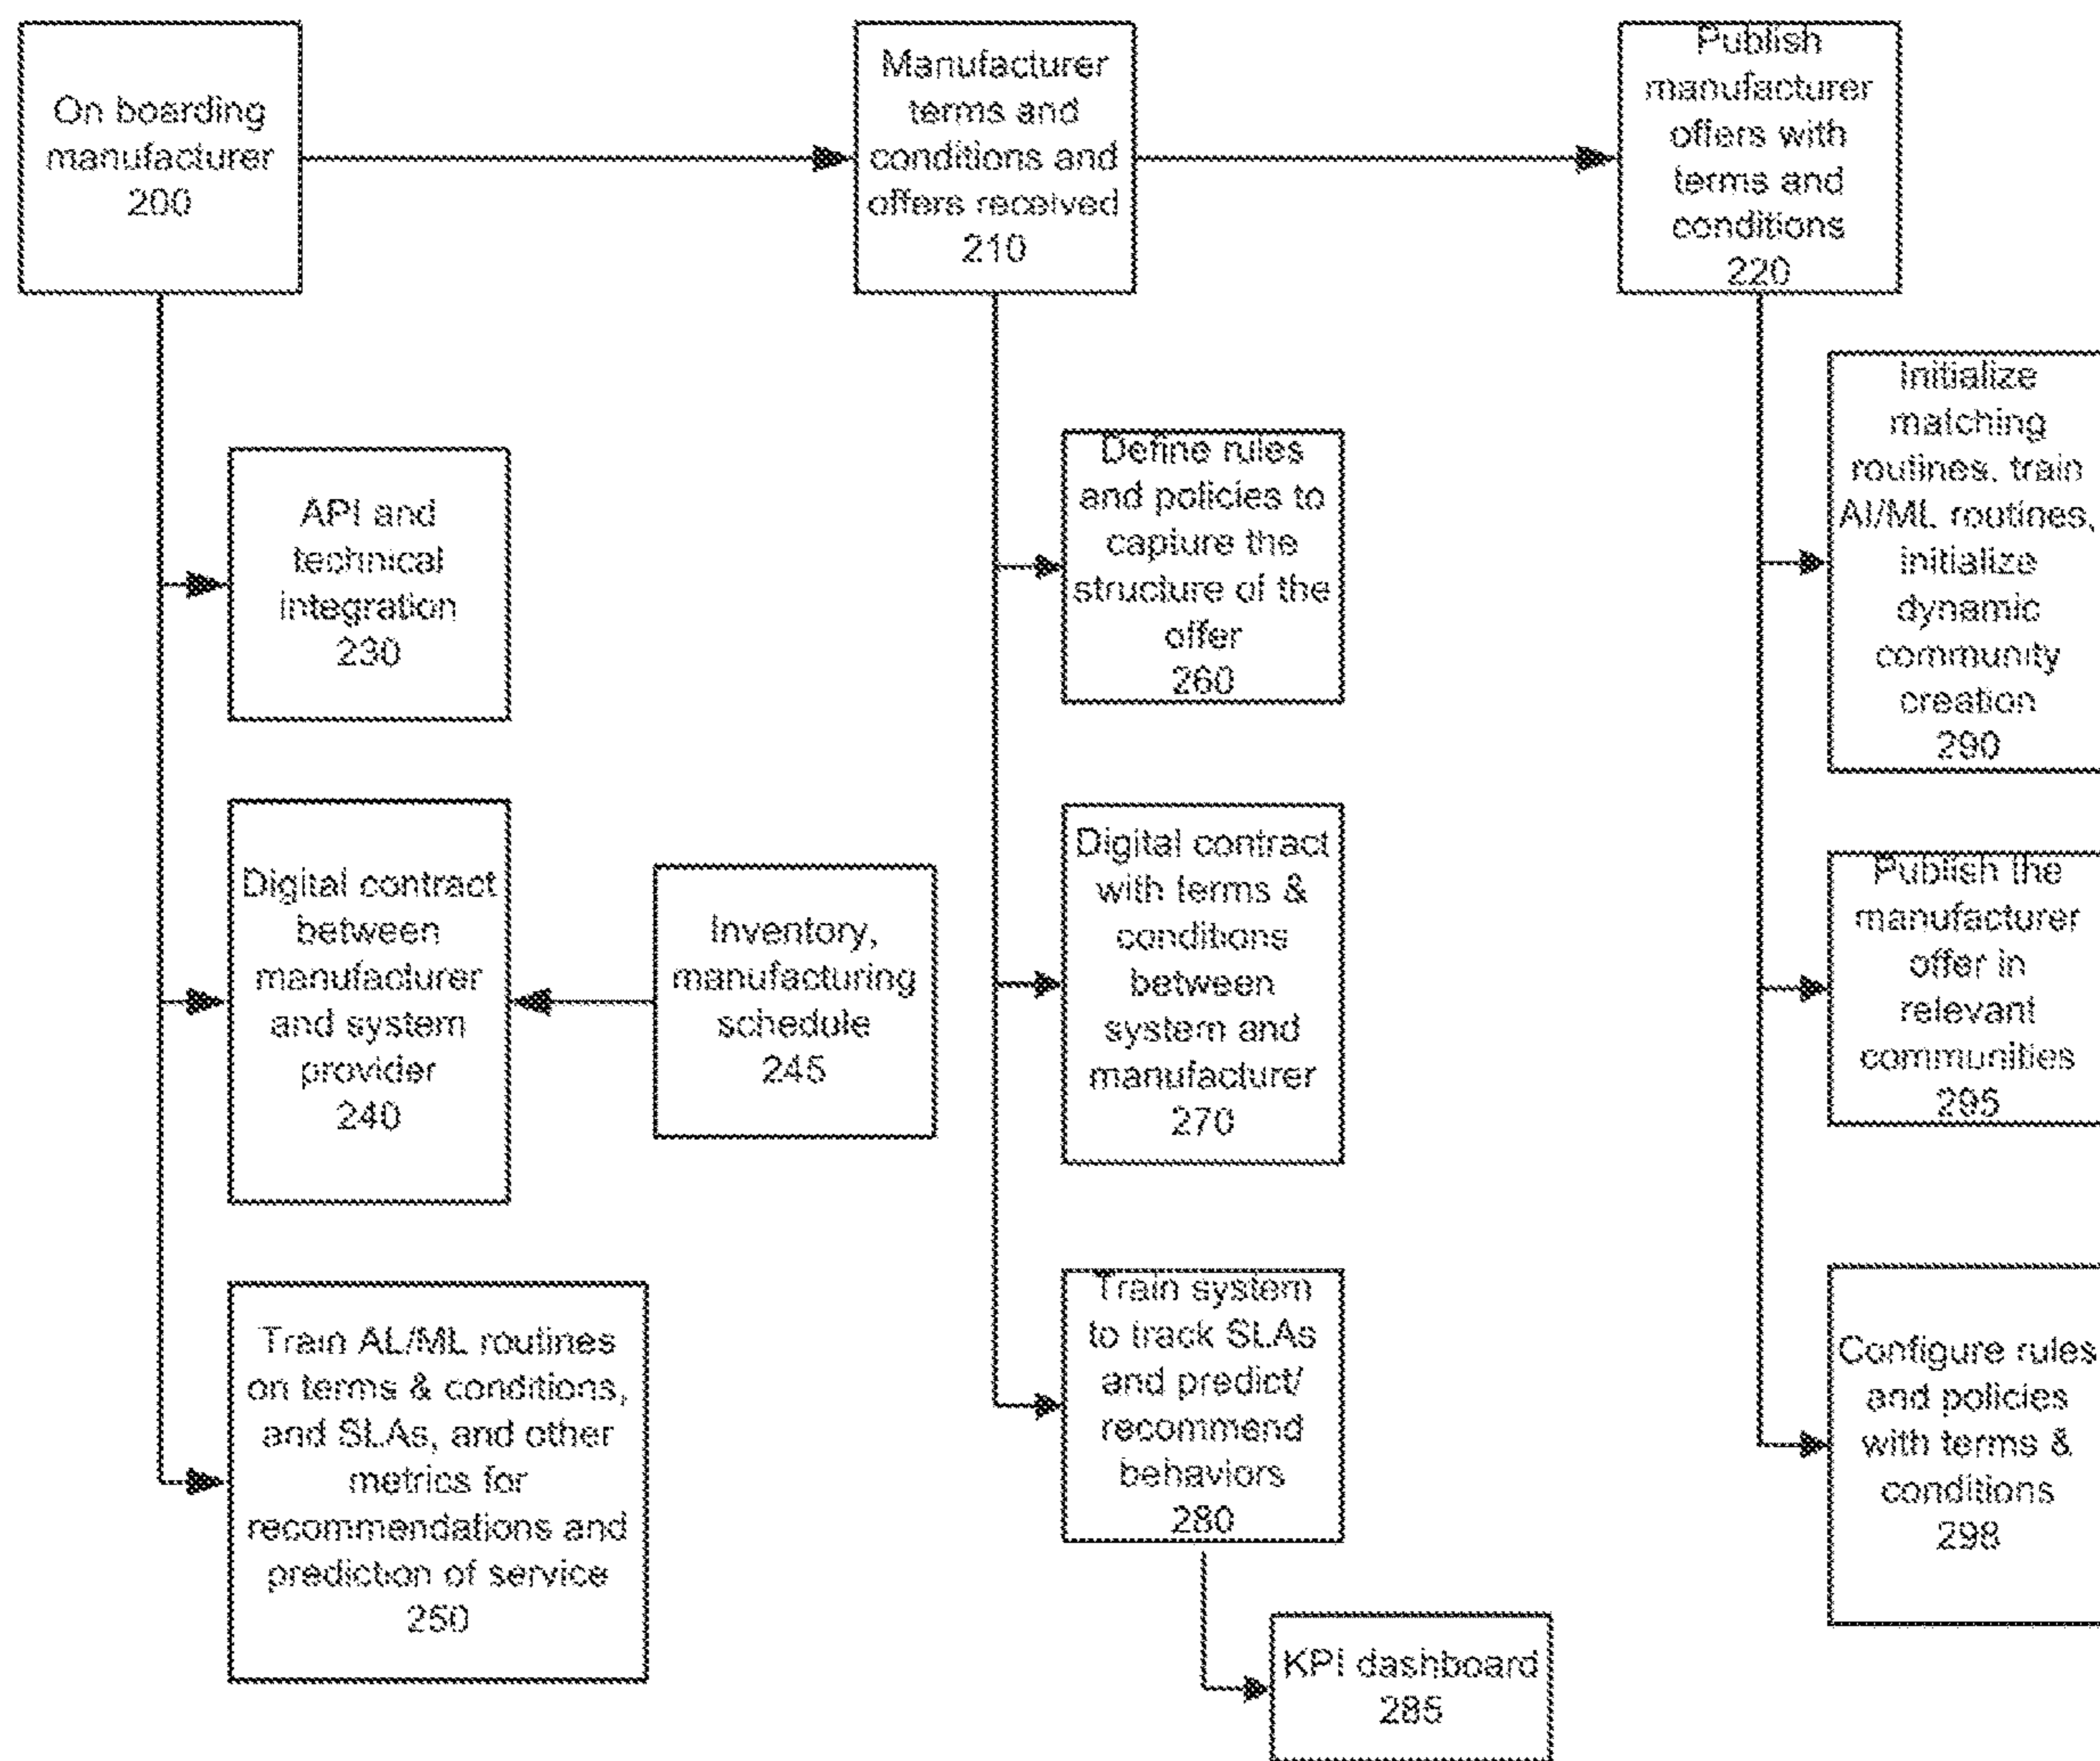 On boarding
manufacturer
200
Manufacturer
terms and
conditions and
offers received
210
Publish
manufacturer
offers with
terms and
conditions
220
API and
technical
integration
230
Digital contract
between
manufacturer
and system
provider
240
Inventory,
manufacturing
schedule
245
Train AL/ML routines
on terms & conditions,
and SLAs, and other
metrics for
recommendations and
prediction of service
250
Define rules
and policies to
capture the
structure of the
offer
260
Digital contract
with terms &
conditions
between
system and
manufacturer
270
Train system
to track SLAs
and predict/
recommend
behaviors
280
KPI dashboard
285
Initialize
matching
routines, train
AI/ML routines,
initialize
dynamic
community
creation
290
Publish the
manufacturer
offer in
relevant
communities
295
Configure rules
and policies
with terms &
conditions
298